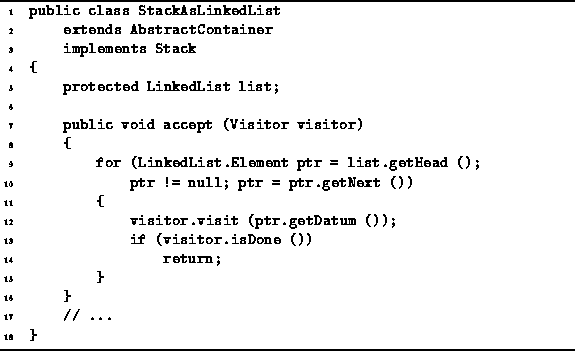 1 public class StackAsLinkedList
2 extends AbstractContainer
3 implements Stack
4 {
5 protected LinkedList list;
6
7 public void accept (Visitor visitor)
8 {
9 for (LinkedList.Element ptr = list.getHead ();
10 ptr != null; ptr = ptr.getNext ())
11 {
12 visitor.visit (ptr.getDatum ());
13 if (visitor.isDone ())
14 return;
15 }
16 }
17 // ...
18 }